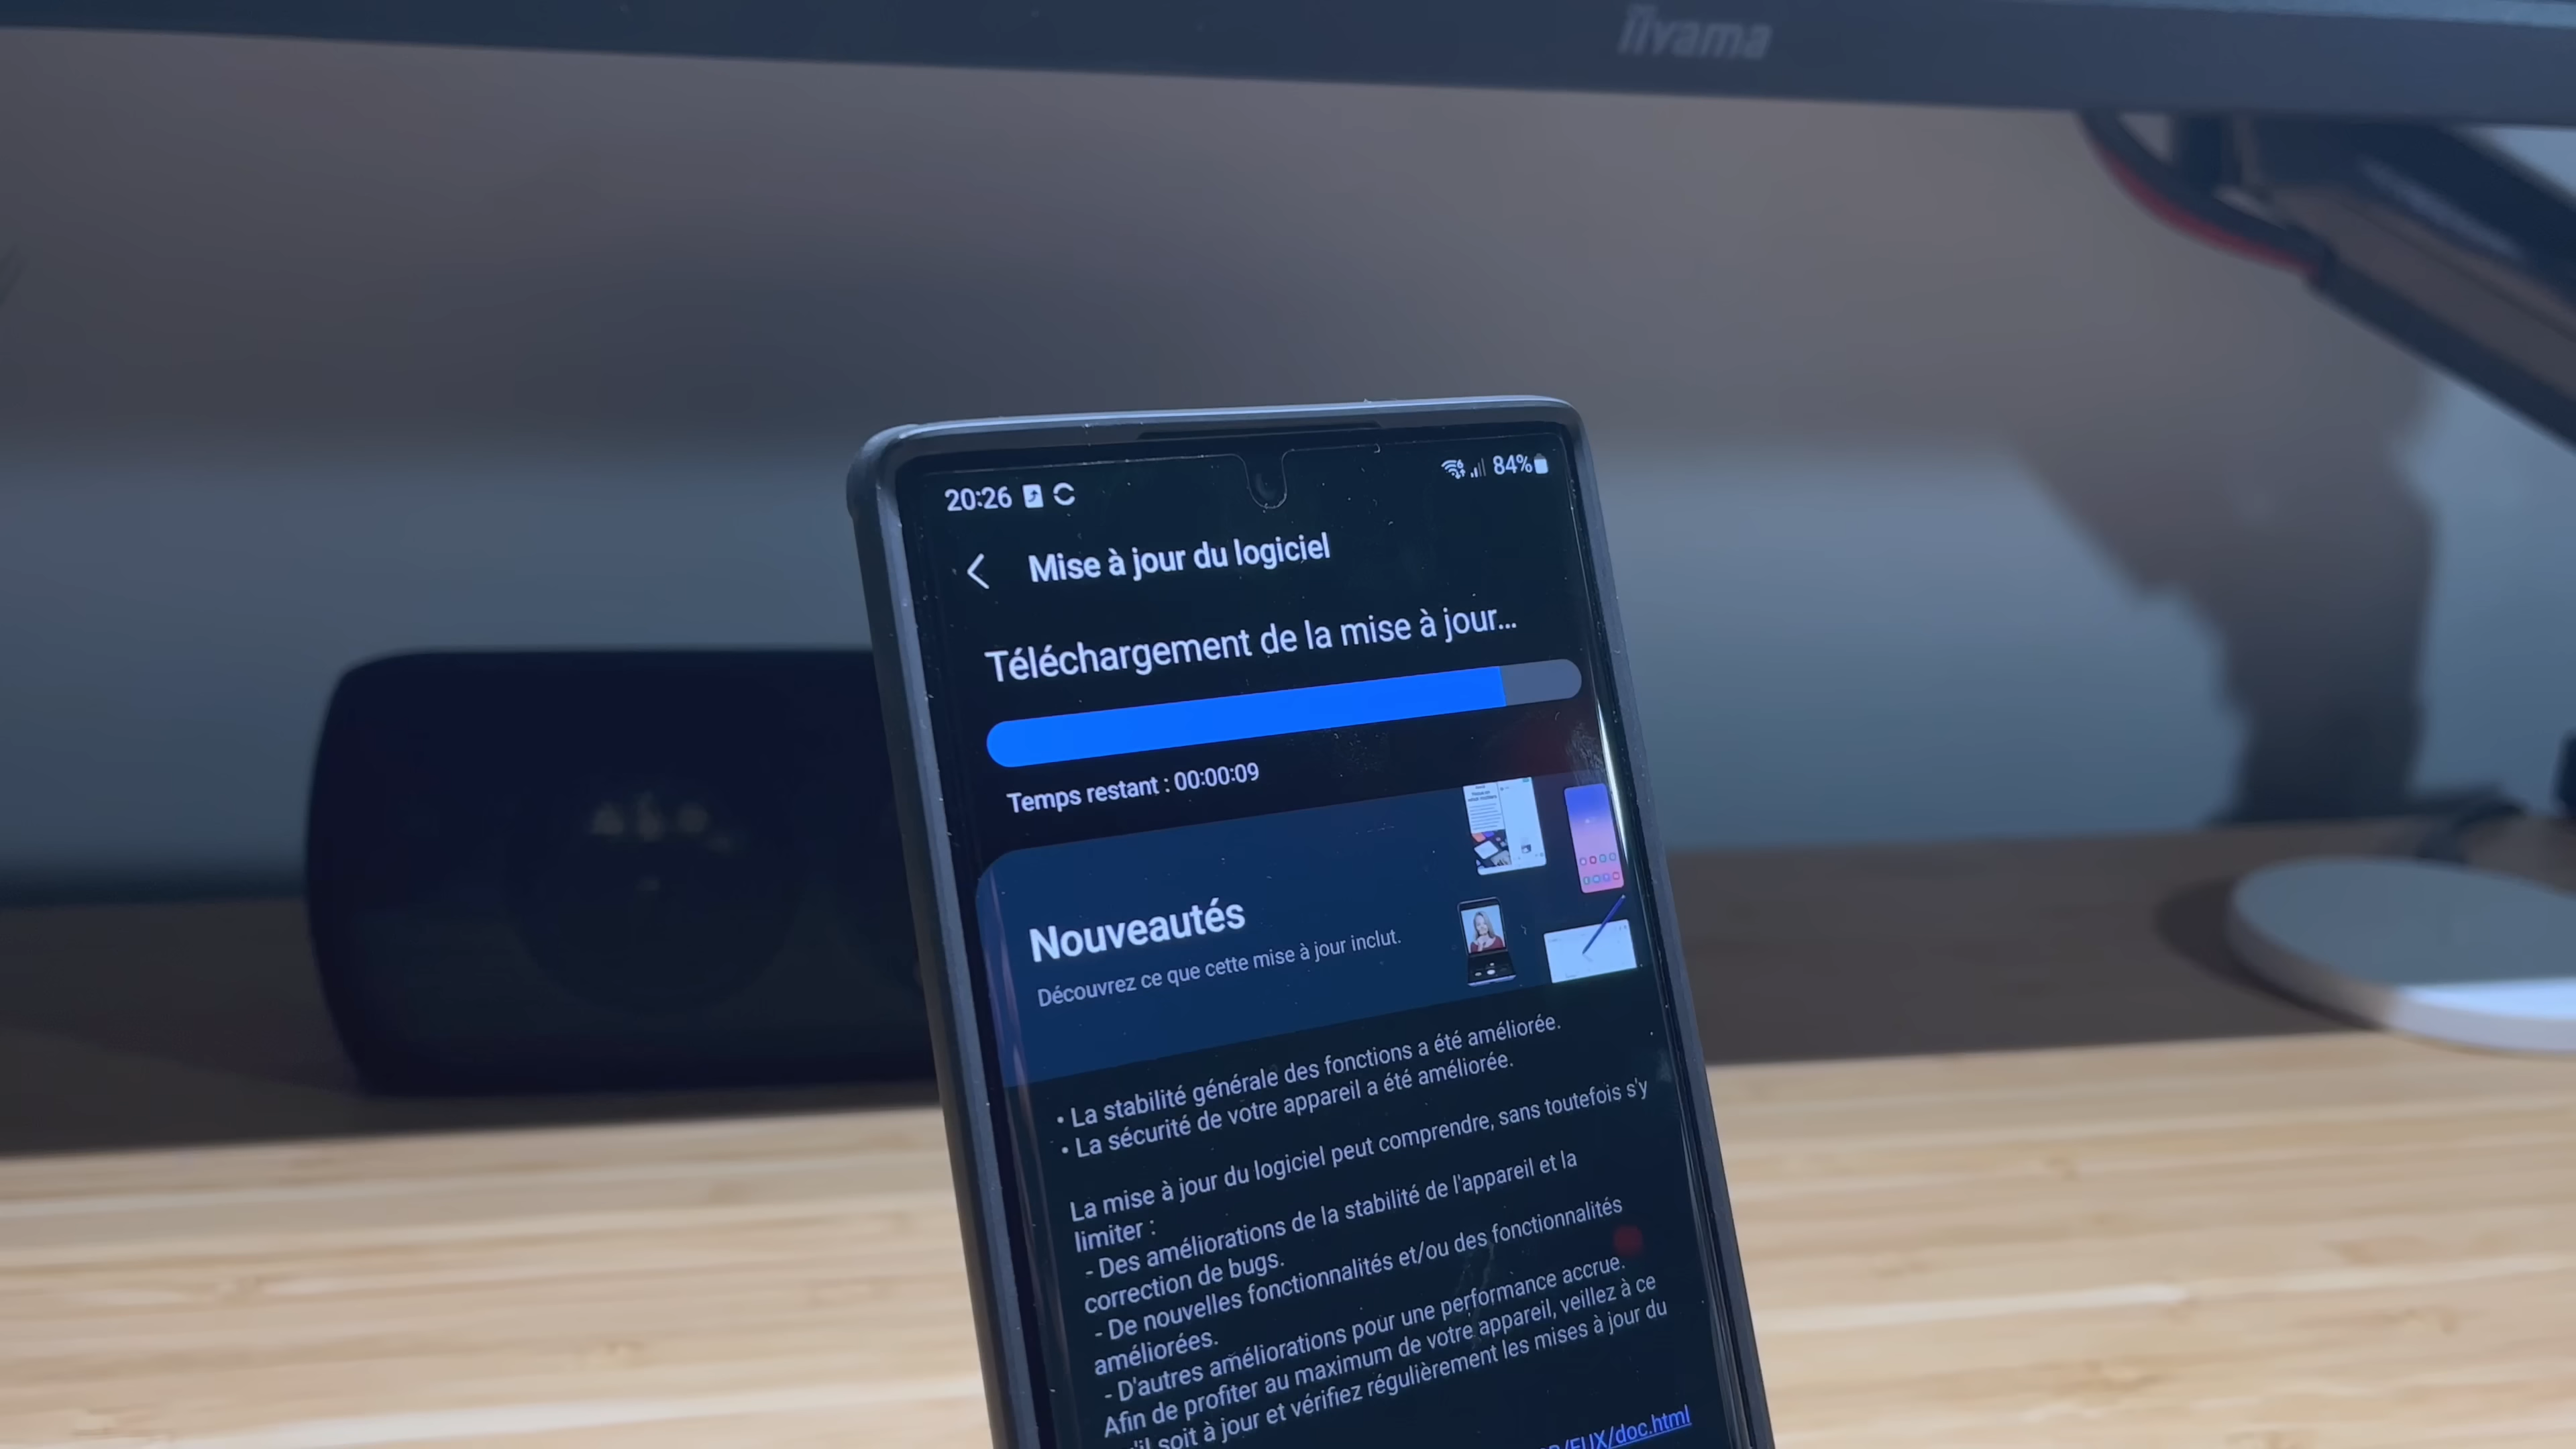 iiyama
20:26
84%
Mise à jour du logiciel
Téléchargement de la mise à jour...
Temps restant : 00:00:09
Nouveautés
Découvrez ce que cette mise à jour inclut.
• La stabilité générale des fonctions a été améliorée.
• La sécurité de votre appareil a été améliorée.
La mise à jour du logiciel peut comprendre, sans toutefois s'y
limiter :
- Des améliorations de la stabilité de l'appareil et la
correction de bugs.
- De nouvelles fonctionnalités et/ou des fonctionnalités
améliorées.
- D'autres améliorations pour une performance accrue.
Afin de profiter au maximum de votre appareil, veillez à ce
soit à jour et vérifiez régulièrement les mises à jour du
/EUX/doc.html